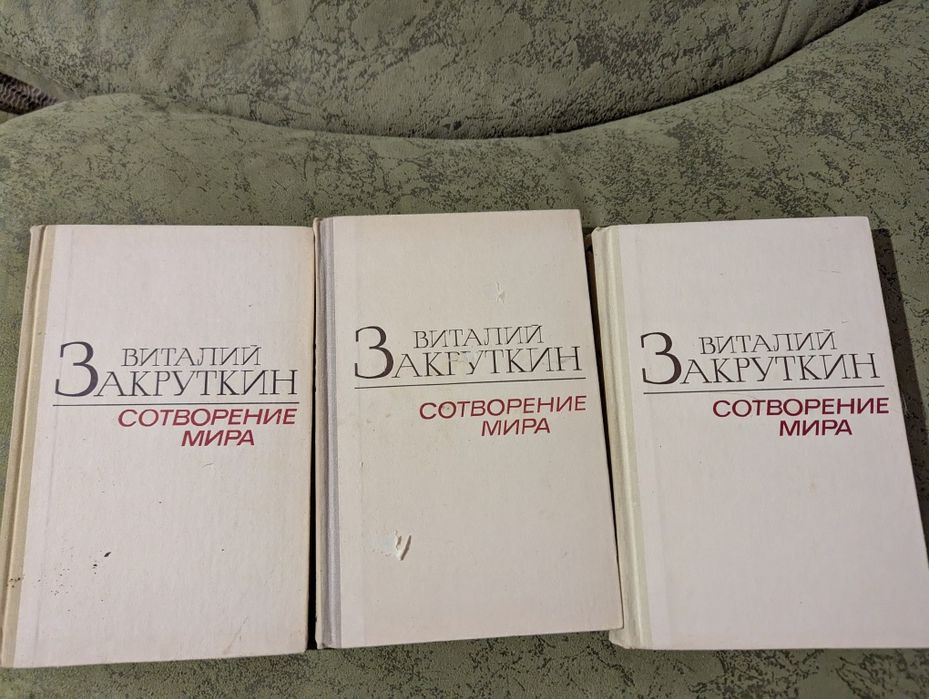 ВИТАЛИЙ
ЗАКРУТКИН
СОТВОРЕНИЕ
МИРА
ВИТАЛИЙ
ЗАКРУТКИН
СОТВОРЕНИЕ
МИРА
ВИТАЛИЙ
ЗАКРУТКИН
СОТВОРЕНИЕ
МИРА